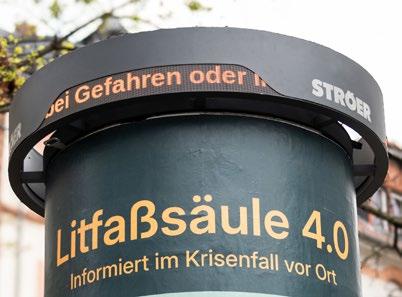 bei Gefahren oder
STRÖER
Litfaßsäule 4.0
Informiert im Krisenfall vor Ort